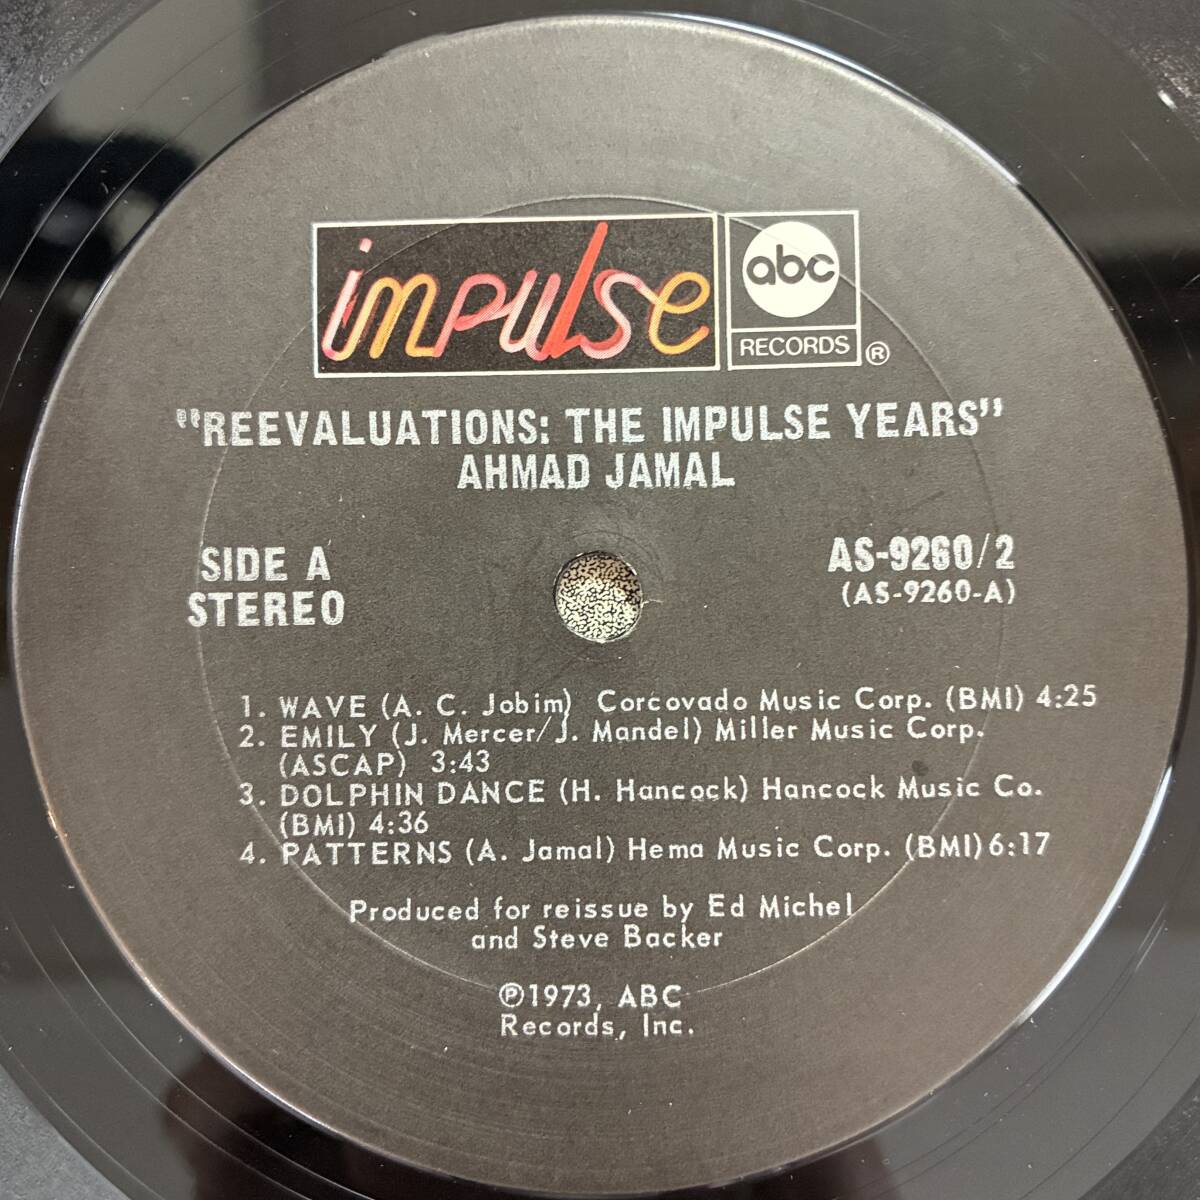 impulse
abc
RECORDS ®
"REEVALUATIONS: THE IMPULSE YEARS"
AHMAD JAMAL
SIDE A
STEREO
AS-9260/2
(AS-9260-A)
1. WAVE (A. C. Jobim) Corcovado Music Corp. (BMI) 4:25
2. EMILY (J. Mercer/J. Mandel) Miller Music Corp.
(ASCAP) 3:43
3. DOLPHIN DANCE (H. Hancock) Hancock Music Co.
(BMI) 4:36
4. PATTERNS (A. Jamal) Hema Music Corp. (BMI) 6:17
Produced for reissue by Ed Michel
and Steve Backer
℗1973, ABC
Records, Inc.